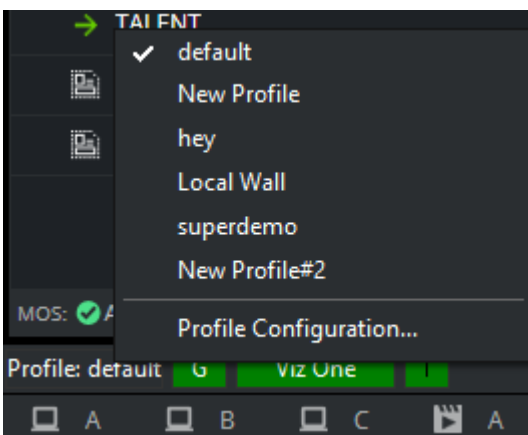 TALENT
default
New Profile
hey
Local Wall
superdemo
New Profile#2
MOS:
Profile Configuration...
Profile: default G Viz One
A B C A